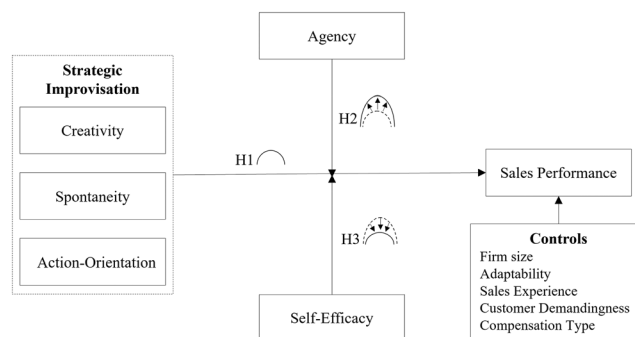 Agency
Strategic
Improvisation
Creativity
Spontaneity
Action-Orientation
H1
H2
H3
Sales Performance
Self-Efficacy
Controls
Firm size
Adaptability
Sales Experience
Customer Demandingness
Compensation Type